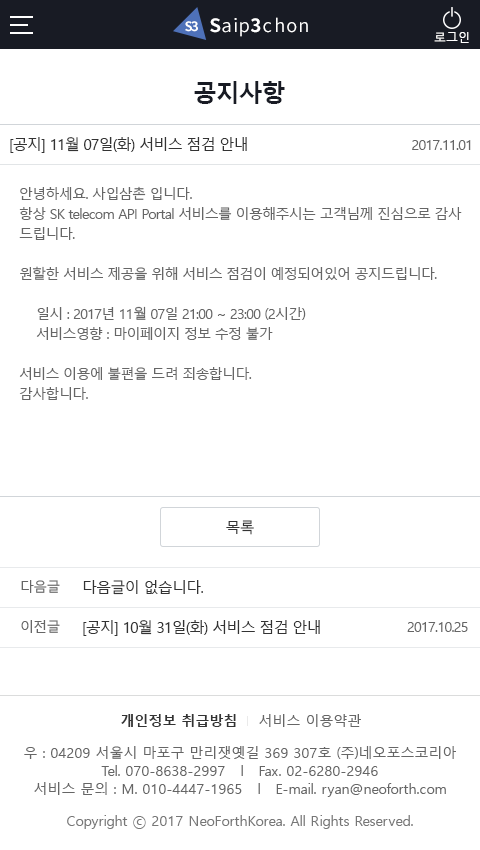 S3 Saip3chon
로그인
공지사항
[공지] 11월 07일(화) 서비스 점검 안내 2017.11.01
안녕하세요. 사입삼촌 입니다.
항상 SK telecom API Portal 서비스를 이용해주시는 고객님께 진심으로 감사
드립니다.
원할한 서비스 제공을 위해 서비스 점검이 예정되어있어 공지드립니다.
일시 : 2017년 11월 07일 21:00 ~ 23:00 (2시간)
서비스영향 : 마이페이지 정보 수정 불가
서비스 이용에 불편을 드려 죄송합니다.
감사합니다.
목록
다음글 다음글이 없습니다.
이전글 [공지] 10월 31일(화) 서비스 점검 안내 2017.10.25
개인정보 취급방침 | 서비스 이용약관
우 : 04209 서울시 마포구 만리잿옛길 369 307호 (주)네오포스코리아
Tel. 070-8638-2997 | Fax. 02-6280-2946
서비스 문의 : M. 010-4447-1965 | E-mail. ryan@neoforth.com
Copyright ⓒ 2017 NeoForthKorea. All Rights Reserved.